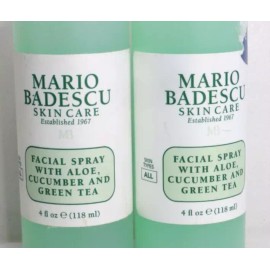 MARIO
BADESCU
SKIN CARE
Established 1967
FACIAL SPRAY
WITH ALOE,
CUCUMBER AND
GREEN TEA
4 fl oz ℮ (118 ml)
MARIO
BADESCU
SKIN CARE
Established 1967
SKIN
TYPES
ALL
FACIAL SPRAY
WITH ALOE,
CUCUMBER AND
GREEN TEA
4 fl oz ℮ (118 ml)